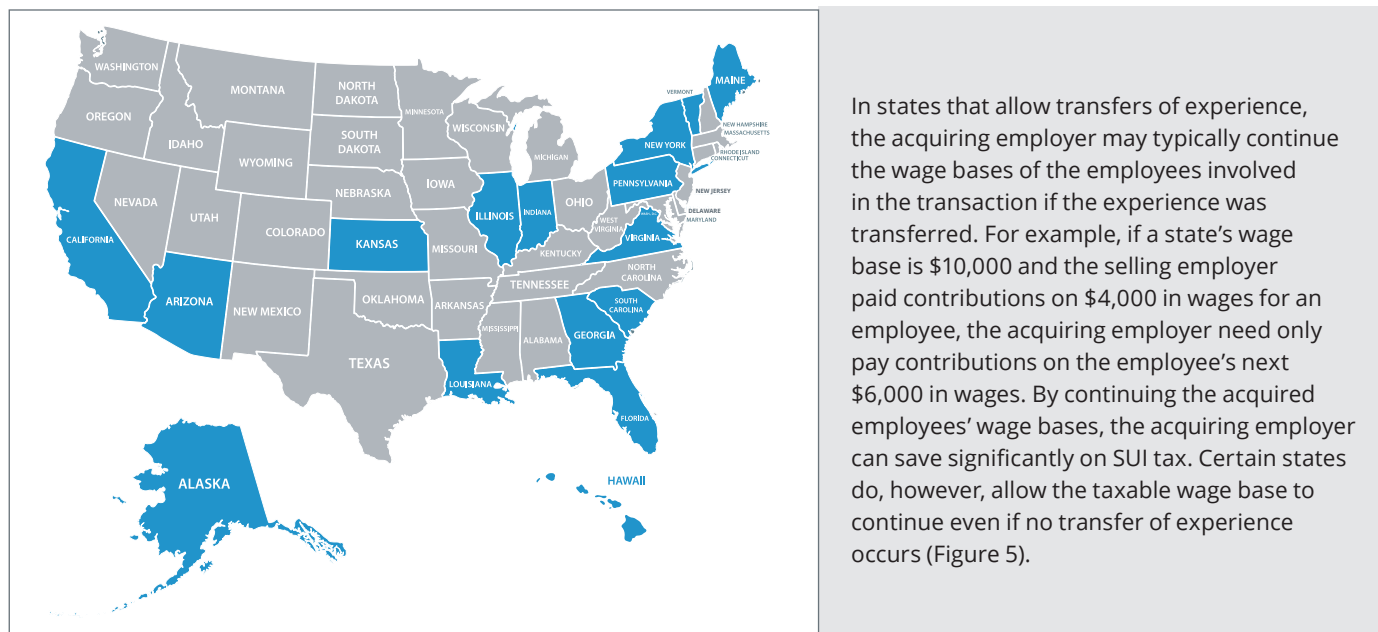 WASHINGTON
OREGON
CALIFORNIA
NEVADA
IDAHO
MONTANA
WYOMING
UTAH
ARIZONA
COLORADO
NEW MEXICO
NORTH
DAKOTA
SOUTH
DAKOTA
NEBRASKA
KANSAS
OKLAHOMA
TEXAS
MINNESOTA
IOWA
MISSOURI
ARKANSAS
LOUISIANA
WISCONSIN
ILLINOIS
MICHIGAN
INDIANA
OHIO
KENTUCKY
TENNESSEE
MISSISSIPPI
ALABAMA
GEORGIA
FLORIDA
SOUTH
CAROLINA
NORTH
CAROLINA
VIRGINIA
WEST
VIRGINIA
PENNSYLVANIA
NEW YORK
VERMONT
MAINE
NEW HAMPSHIRE
MASSACHUSETTS
RHODE ISLAND
CONNECTICUT
NEW JERSEY
DELAWARE
MARYLAND
ALASKA
HAWAII
In states that allow transfers of experience,
the acquiring employer may typically continue
the wage bases of the employees involved
in the transaction if the experience was
transferred. For example, if a state's wage
base is $10,000 and the selling employer
paid contributions on $4,000 in wages for an
employee, the acquiring employer need only
pay contributions on the employee's next
$6,000 in wages. By continuing the acquired
employees' wage bases, the acquiring employer
can save significantly on SUI tax. Certain states
do, however, allow the taxable wage base to
continue even if no transfer of experience
occurs (Figure 5).